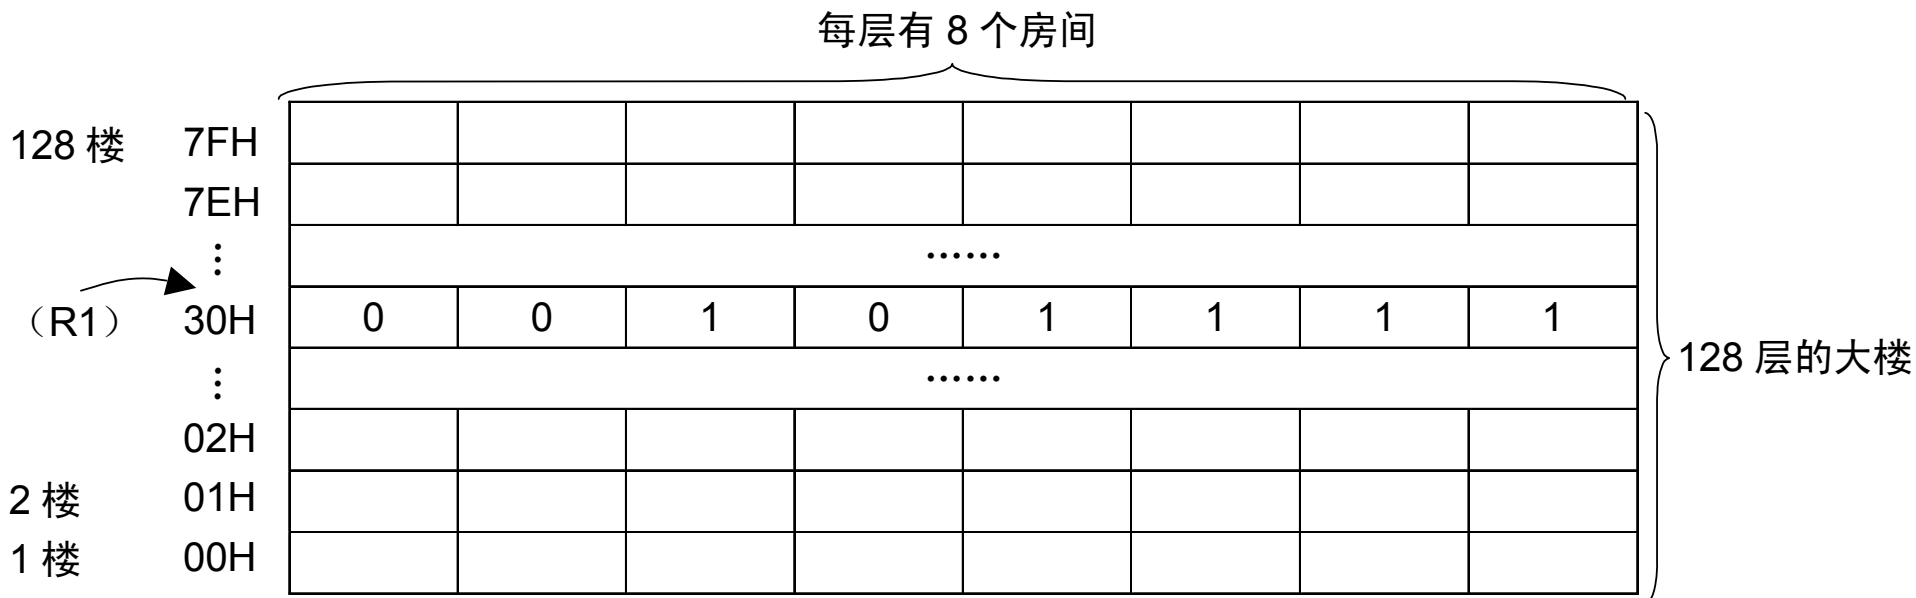 每层有 8 个房间
128 楼 7FH
7EH
⋮ ……
（R1） 30H 0 0 1 0 1 1 1 1
⋮ ……
128 层的大楼
02H
2 楼 01H
1 楼 00H